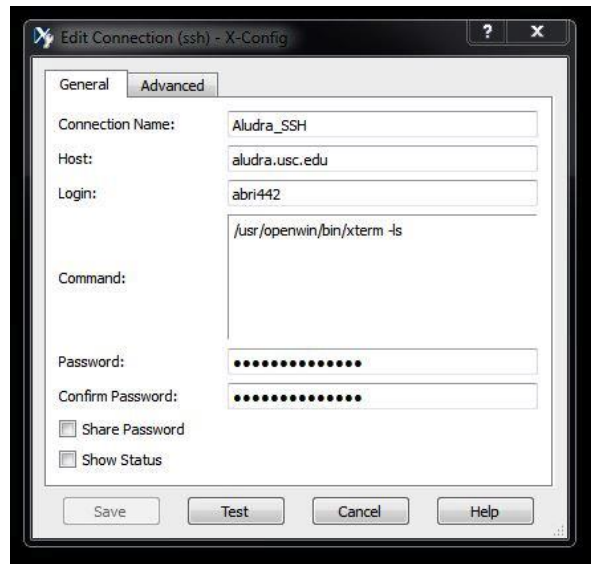 Edit Connection (ssh) - X-Config
? X
General Advanced
Connection Name: Aludra_SSH
Host: aludra.usc.edu
Login: abri442
/usr/openwin/bin/xterm -ls
Command:
Password: ••••••••••••••
Confirm Password: ••••••••••••••
Share Password
Show Status
Save Test Cancel Help